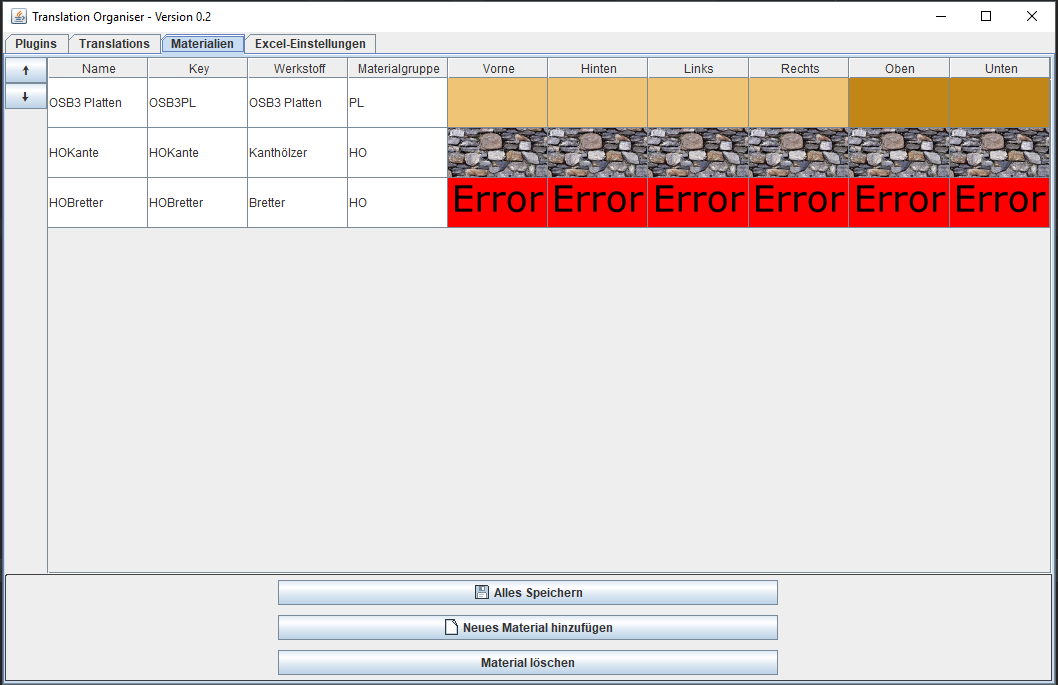 Translation Organiser - Version 0.2
Plugins Translations Materialien Excel-Einstellungen
Name Key Werkstoff Materialgruppe Vorne Hinten Links Rechts Oben Unten
OSB3 Platten OSB3PL OSB3 Platten PL
HOKante HOKante Kanthölzer HO
HOBretter HOBretter Bretter HO Error Error Error Error Error Error
Alles Speichern
Neues Material hinzufügen
Material löschen